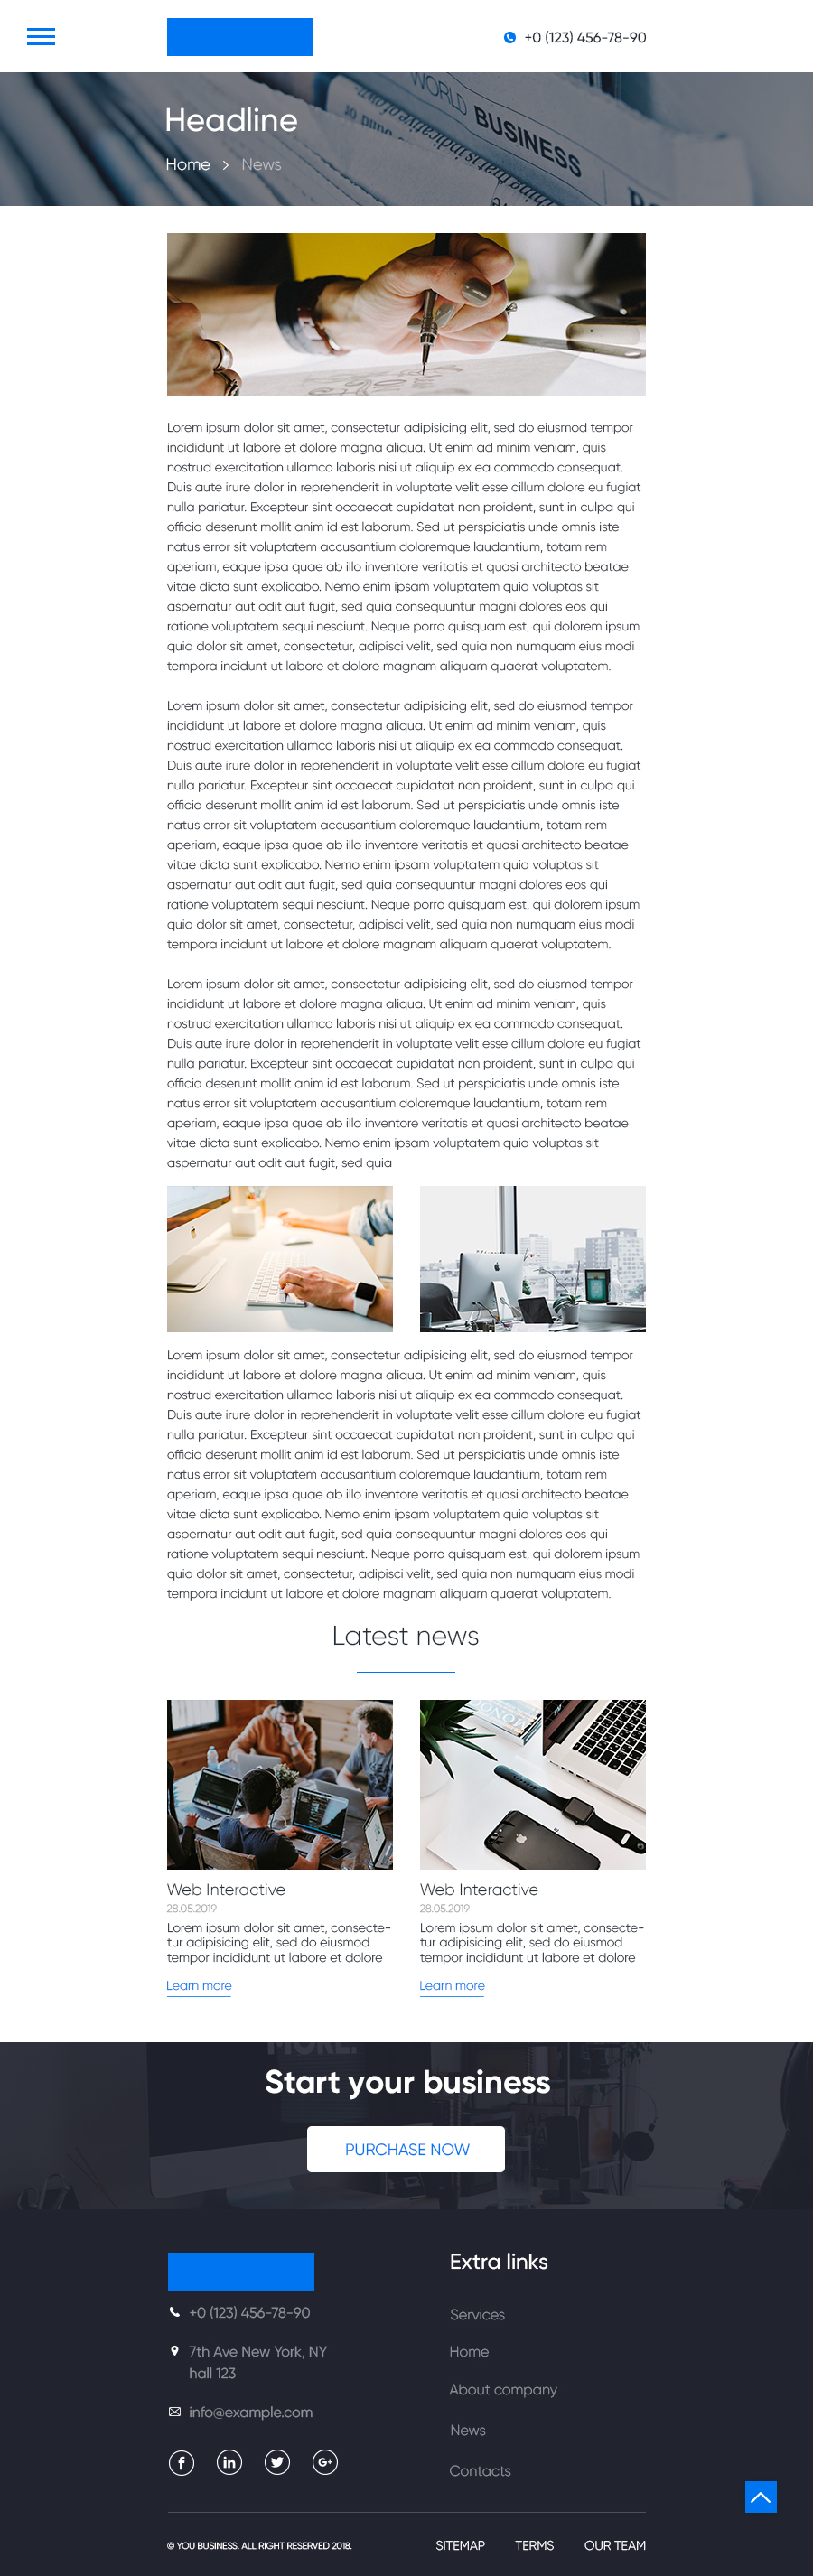 +0 (123) 456-78-90
WORLD BUSINESS
Headline
Home > News
Lorem ipsum dolor sit amet, consectetur adipisicing elit, sed do eiusmod tempor
incididunt ut labore et dolore magna aliqua. Ut enim ad minim veniam, quis
nostrud exercitation ullamco laboris nisi ut aliquip ex ea commodo consequat.
Duis aute irure dolor in reprehenderit in voluptate velit esse cillum dolore eu fugiat
nulla pariatur. Excepteur sint occaecat cupidatat non proident, sunt in culpa qui
officia deserunt mollit anim id est laborum. Sed ut perspiciatis unde omnis iste
natus error sit voluptatem accusantium doloremque laudantium, totam rem
aperiam, eaque ipsa quae ab illo inventore veritatis et quasi architecto beatae
vitae dicta sunt explicabo. Nemo enim ipsam voluptatem quia voluptas sit
aspernatur aut odit aut fugit, sed quia consequuntur magni dolores eos qui
ratione voluptatem sequi nesciunt. Neque porro quisquam est, qui dolorem ipsum
quia dolor sit amet, consectetur, adipisci velit, sed quia non numquam eius modi
tempora incidunt ut labore et dolore magnam aliquam quaerat voluptatem.
Lorem ipsum dolor sit amet, consectetur adipisicing elit, sed do eiusmod tempor
incididunt ut labore et dolore magna aliqua. Ut enim ad minim veniam, quis
nostrud exercitation ullamco laboris nisi ut aliquip ex ea commodo consequat.
Duis aute irure dolor in reprehenderit in voluptate velit esse cillum dolore eu fugiat
nulla pariatur. Excepteur sint occaecat cupidatat non proident, sunt in culpa qui
officia deserunt mollit anim id est laborum. Sed ut perspiciatis unde omnis iste
natus error sit voluptatem accusantium doloremque laudantium, totam rem
aperiam, eaque ipsa quae ab illo inventore veritatis et quasi architecto beatae
vitae dicta sunt explicabo. Nemo enim ipsam voluptatem quia voluptas sit
aspernatur aut odit aut fugit, sed quia consequuntur magni dolores eos qui
ratione voluptatem sequi nesciunt. Neque porro quisquam est, qui dolorem ipsum
quia dolor sit amet, consectetur, adipisci velit, sed quia non numquam eius modi
tempora incidunt ut labore et dolore magnam aliquam quaerat voluptatem.
Lorem ipsum dolor sit amet, consectetur adipisicing elit, sed do eiusmod tempor
incididunt ut labore et dolore magna aliqua. Ut enim ad minim veniam, quis
nostrud exercitation ullamco laboris nisi ut aliquip ex ea commodo consequat.
Duis aute irure dolor in reprehenderit in voluptate velit esse cillum dolore eu fugiat
nulla pariatur. Excepteur sint occaecat cupidatat non proident, sunt in culpa qui
officia deserunt mollit anim id est laborum. Sed ut perspiciatis unde omnis iste
natus error sit voluptatem accusantium doloremque laudantium, totam rem
aperiam, eaque ipsa quae ab illo inventore veritatis et quasi architecto beatae
vitae dicta sunt explicabo. Nemo enim ipsam voluptatem quia voluptas sit
aspernatur aut odit aut fugit, sed quia
Lorem ipsum dolor sit amet, consectetur adipisicing elit, sed do eiusmod tempor
incididunt ut labore et dolore magna aliqua. Ut enim ad minim veniam, quis
nostrud exercitation ullamco laboris nisi ut aliquip ex ea commodo consequat.
Duis aute irure dolor in reprehenderit in voluptate velit esse cillum dolore eu fugiat
nulla pariatur. Excepteur sint occaecat cupidatat non proident, sunt in culpa qui
officia deserunt mollit anim id est laborum. Sed ut perspiciatis unde omnis iste
natus error sit voluptatem accusantium doloremque laudantium, totam rem
aperiam, eaque ipsa quae ab illo inventore veritatis et quasi architecto beatae
vitae dicta sunt explicabo. Nemo enim ipsam voluptatem quia voluptas sit
aspernatur aut odit aut fugit, sed quia consequuntur magni dolores eos qui
ratione voluptatem sequi nesciunt. Neque porro quisquam est, qui dolorem ipsum
quia dolor sit amet, consectetur, adipisci velit, sed quia non numquam eius modi
tempora incidunt ut labore et dolore magnam aliquam quaerat voluptatem.
Latest news
Web Interactive
28.05.2019
Lorem ipsum dolor sit amet, consecte-
tur adipisicing elit, sed do eiusmod
tempor incididunt ut labore et dolore
Learn more
Web Interactive
28.05.2019
Lorem ipsum dolor sit amet, consecte-
tur adipisicing elit, sed do eiusmod
tempor incididunt ut labore et dolore
Learn more
MORE.
Start your business
PURCHASE NOW
+0 (123) 456-78-90
7th Ave New York, NY
hall 123
info@example.com
Extra links
Services
Home
About company
News
Contacts
© YOU BUSINESS. ALL RIGHT RESERVED 2018.
SITEMAP TERMS OUR TEAM